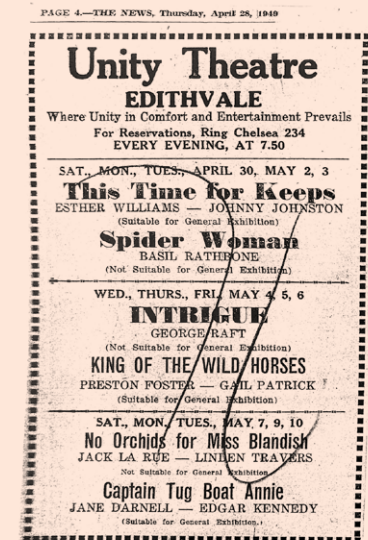 PAGE 4.—THE NEWS, Thursday, April 28, 1949
Unity Theatre
EDITHVALE
Where Unity in Comfort and Entertainment Prevails
For Reservations, Ring Chelsea 234
EVERY EVENING, AT 7.50
SAT., MON., TUES., APRIL 30, MAY 2, 3
This Time for Keeps
ESTHER WILLIAMS — JOHNNY JOHNSTON
(Suitable for General Exhibition)
Spider Woman
BASIL RATHBONE
(Not Suitable for General Exhibition)
WED., THURS., FRI., MAY 4, 5, 6
INTRIGUE
GEORGE RAFT
(Not Suitable for General Exhibition)
KING OF THE WILD HORSES
PRESTON FOSTER — GAIL PATRICK
(Suitable for General Exhibition)
SAT., MON., TUES., MAY 7, 9, 10
No Orchids for Miss Blandish
JACK LA RUE — LINDEN TRAVERS
Not Suitable for General Exhibition
Captain Tug Boat Annie
JANE DARNELL — EDGAR KENNEDY
(Suitable for General Exhibition.)